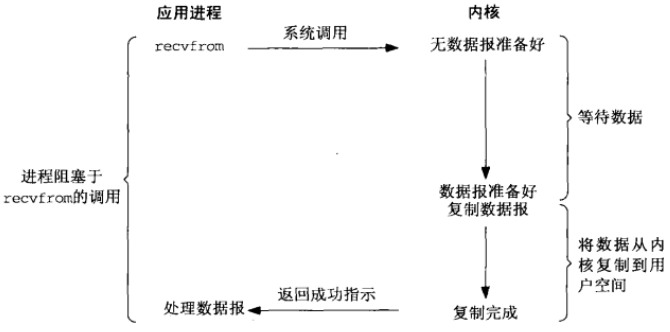 应用进程
内核
recvfrom
系统调用
无数据报准备好
等待数据
进程阻塞于
recvfrom的调用
数据报准备好
复制数据报
将数据从内
核复制到用
户空间
处理数据报
返回成功指示
复制完成